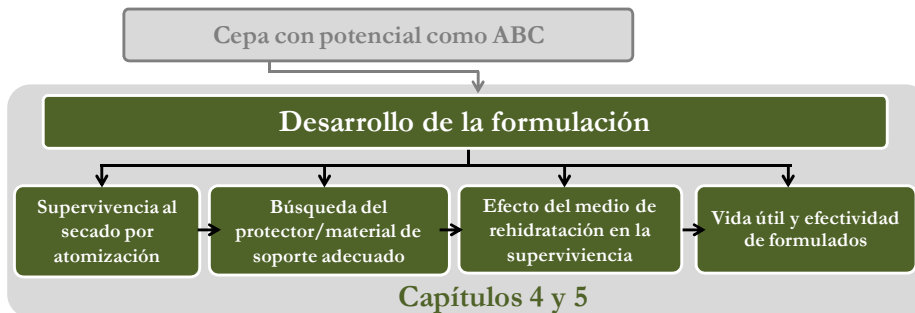 Cepa con potencial como ABC
Desarrollo de la formulación
Supervivencia al
secado por
atomización
Búsqueda del
protector/material de
soporte adecuado
Efecto del medio de
rehidratación en la
superviviencia
Vida útil y efectividad
de formulados
Capítulos 4 y 5